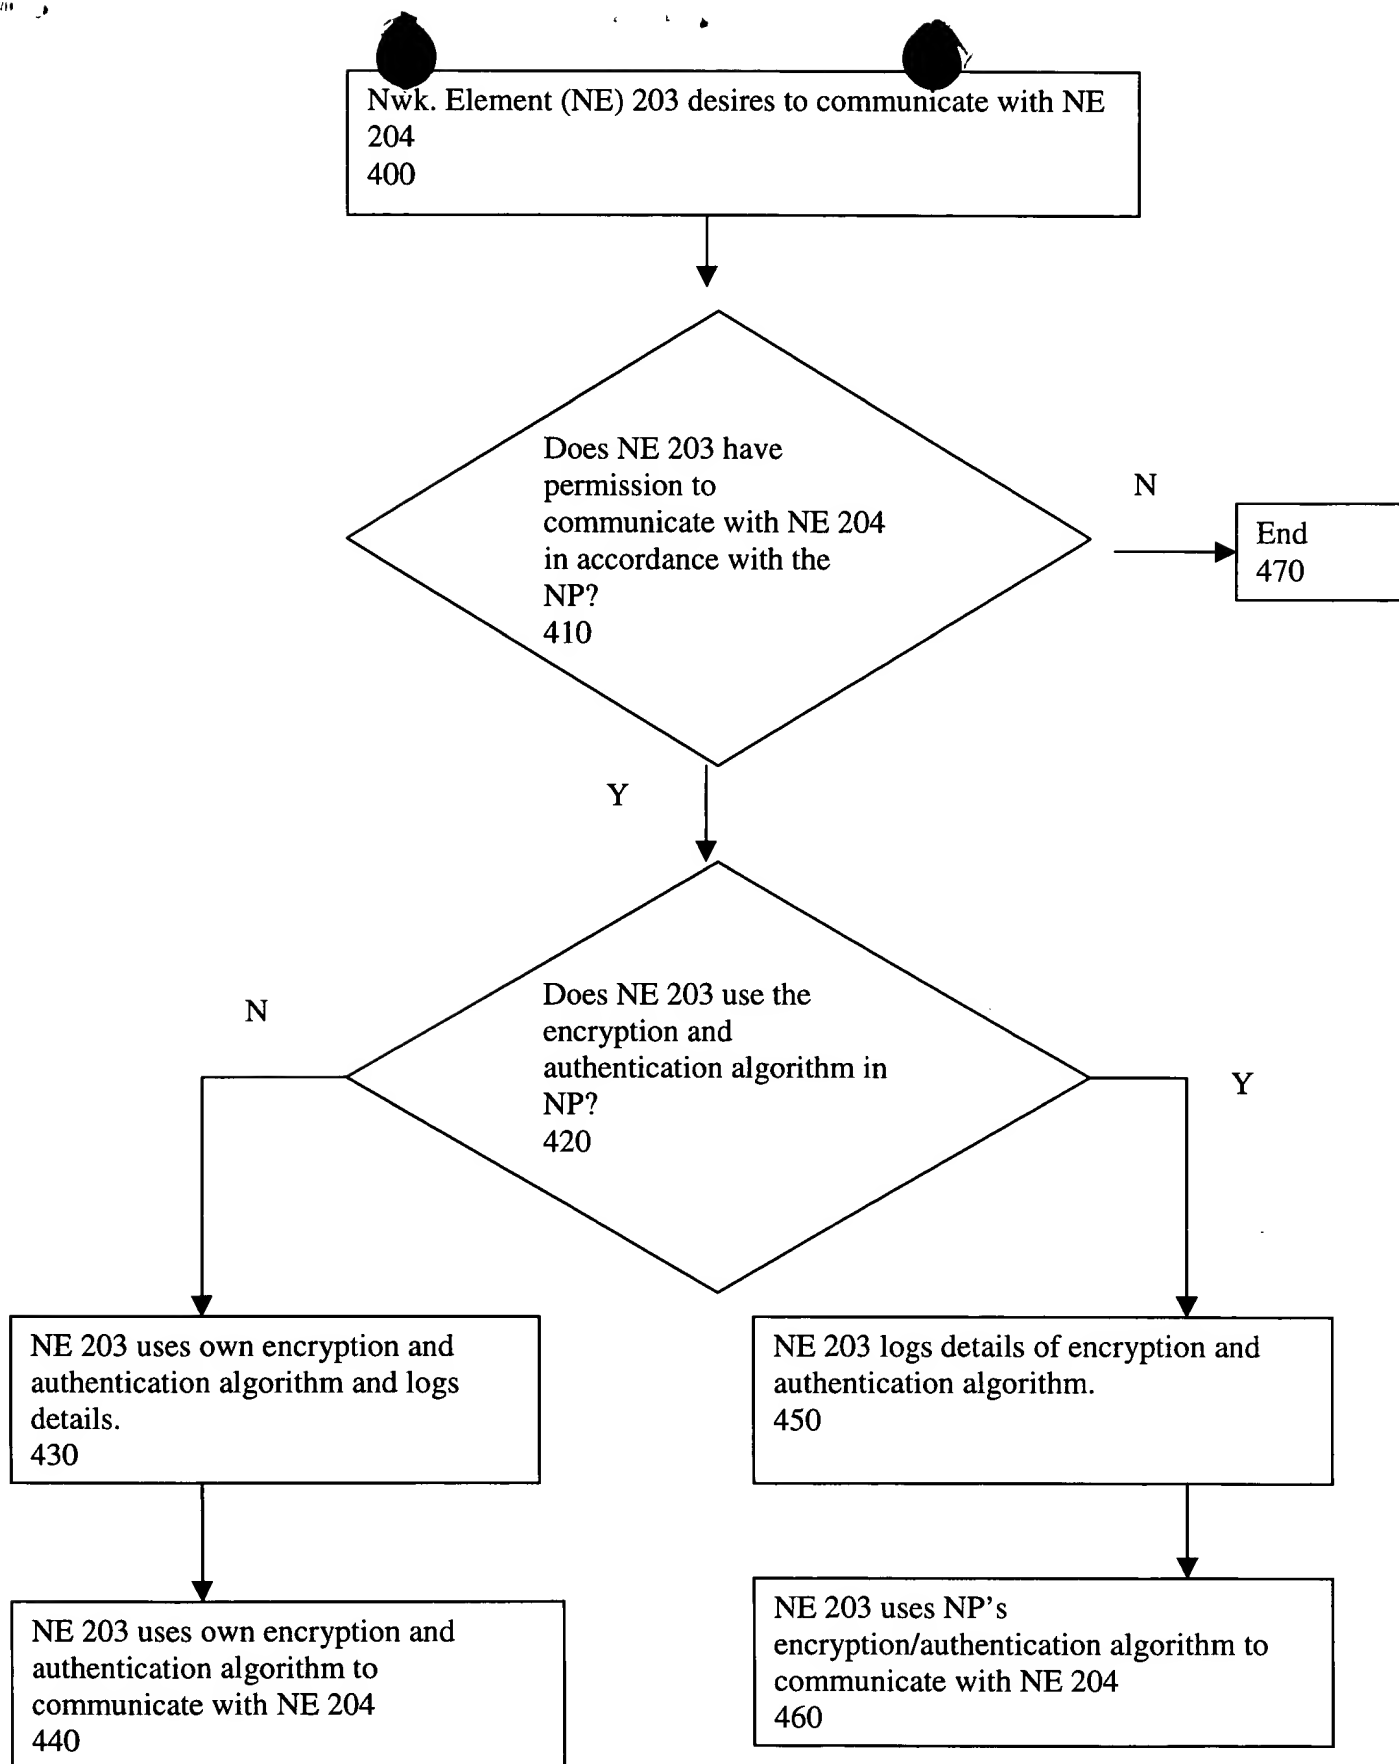 Nwk. Element (NE) 203 desires to communicate with NE
204
400
Does NE 203 have
permission to
communicate with NE 204
in accordance with the
NP?
410
N
End
470
Y
Does NE 203 use the
encryption and
authentication algorithm in
NP?
420
N
Y
NE 203 uses own encryption and
authentication algorithm and logs
details.
430
NE 203 logs details of encryption and
authentication algorithm.
450
NE 203 uses own encryption and
authentication algorithm to
communicate with NE 204
440
NE 203 uses NP's
encryption/authentication algorithm to
communicate with NE 204
460